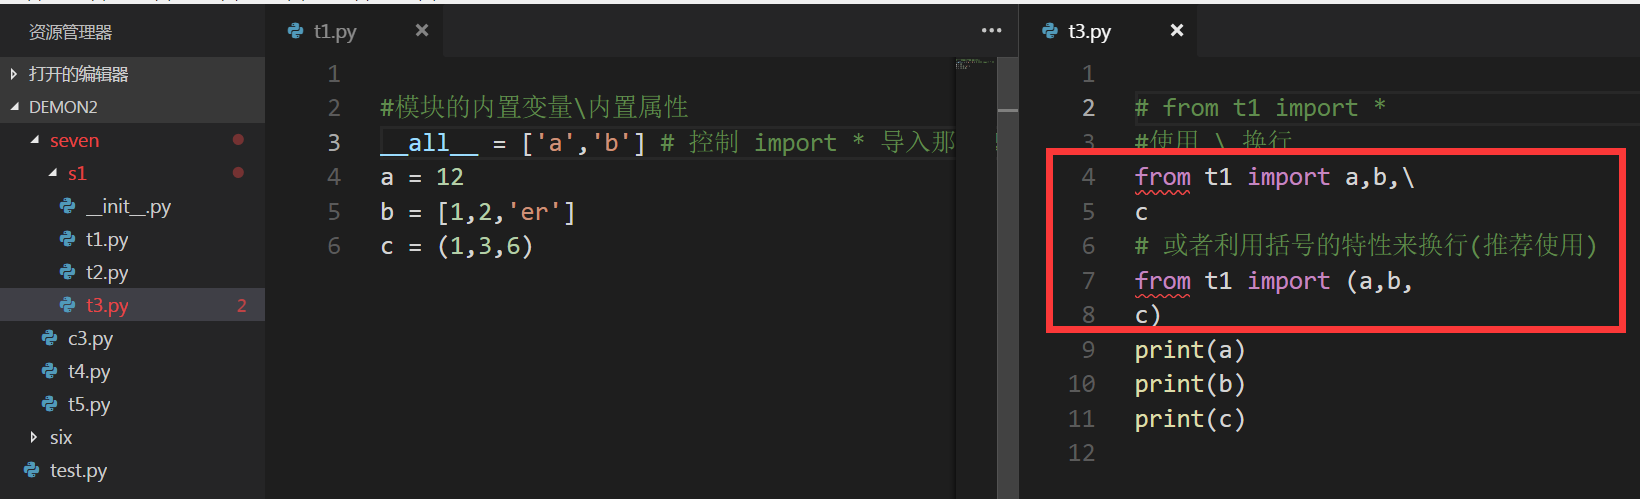 资源管理器
打开的编辑器
DEMON2
seven
s1
__init__.py
t1.py
t2.py
t3.py 2
c3.py
t4.py
t5.py
six
test.py
t1.py
1
2 #模块的内置变量\内置属性
3 __all__ = ['a','b'] # 控制 import * 导入那
4 a = 12
5 b = [1,2,'er']
6 c = (1,3,6)
t3.py
1
2 # from t1 import *
3 #使用 \ 换行
4 from t1 import a,b,\
5 c
6 # 或者利用括号的特性来换行(推荐使用)
7 from t1 import (a,b,
8 c)
9 print(a)
10 print(b)
11 print(c)
12